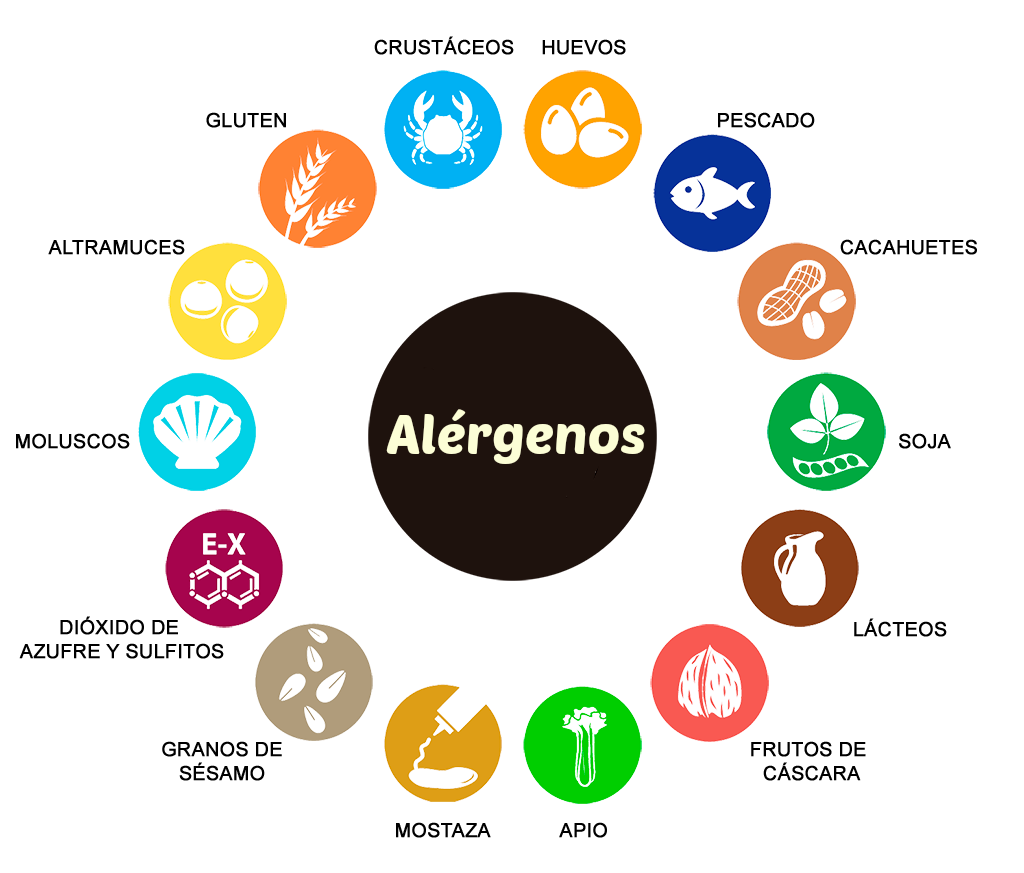 CRUSTÁCEOS
HUEVOS
GLUTEN
PESCADO
ALTRAMUCES
CACAHUETES
Alérgenos
MOLUSCOS
SOJA
E-X
DIÓXIDO DE
AZUFRE Y SULFITOS
LÁCTEOS
GRANOS DE
SÉSAMO
FRUTOS DE
CÁSCARA
MOSTAZA
APIO